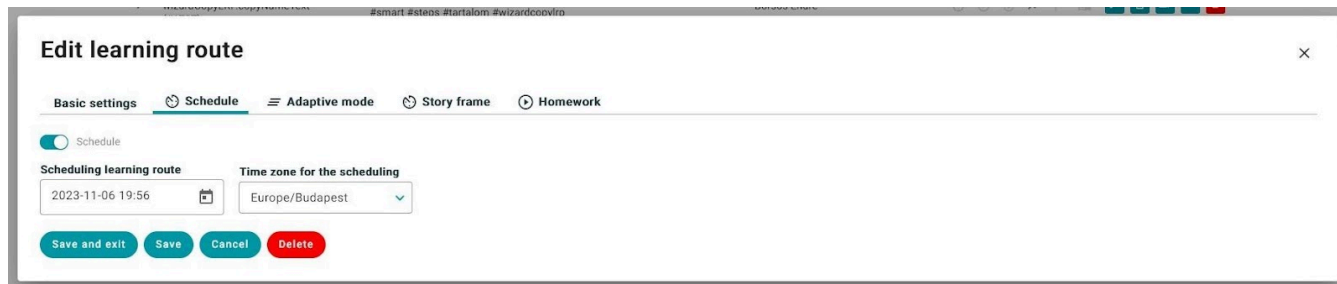 #smart #steps #tartalom #wizardcopylrp
Edit learning route
Basic settings Schedule Adaptive mode Story frame Homework
Schedule
Scheduling learning route Time zone for the scheduling
2023-11-06 19:56 Europe/Budapest
Save and exit Save Cancel Delete